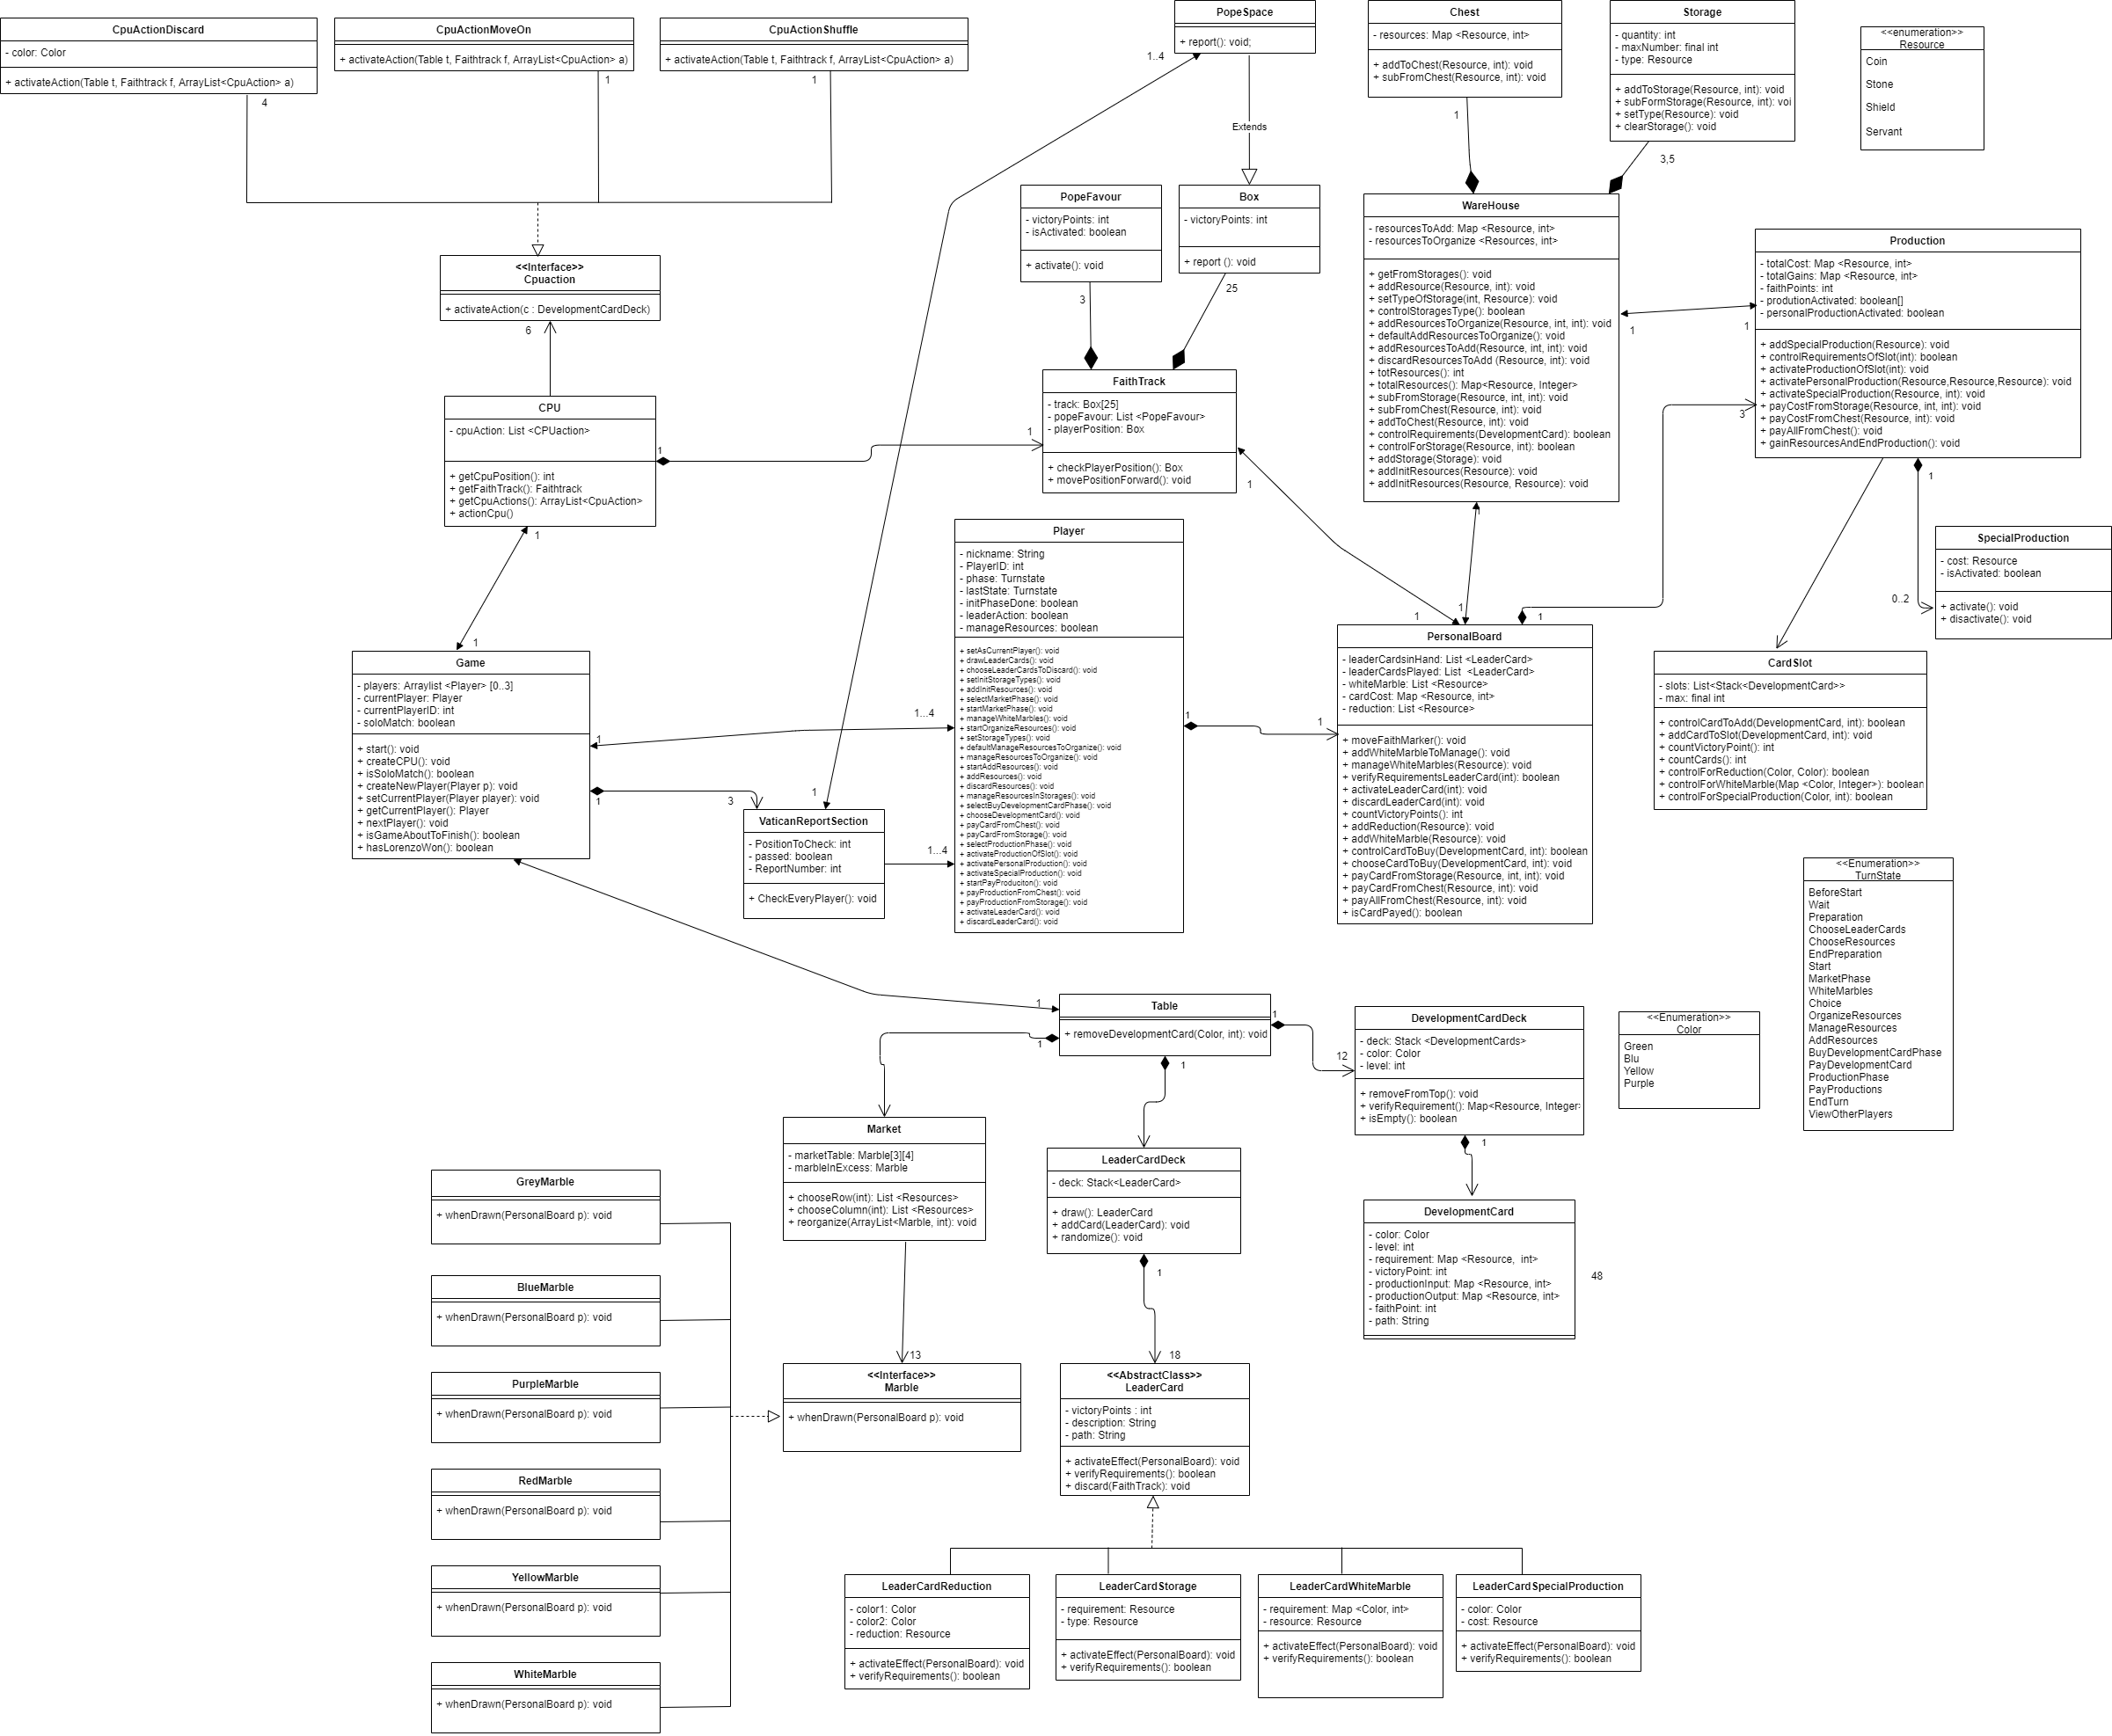 CpuActionDiscard
- color: Color
+ activateAction(Table t, Faithtrack f, ArrayList<CpuAction> a)
4
CpuActionMoveOn
+ activateAction(Table t, Faithtrack f, ArrayList<CpuAction> a)
1
CpuActionShuffle
+ activateAction(Table t, Faithtrack f, ArrayList<CpuAction> a)
1
PopeSpace
+ report(): void;
1..4
Extends
Chest
- resources: Map <Resource, int>
+ addToChest(Resource, int): void
+ subFromChest(Resource, int): void
1
Storage
- quantity: int
- maxNumber: final int
- type: Resource
+ addToStorage(Resource, int): void
+ subFormStorage(Resource, int): voi
+ setType(Resource): void
+ clearStorage(): void
3,5
<<enumeration>>
Resource
Coin
Stone
Shield
Servant
<<Interface>>
Cpuaction
+ activateAction(c : DevelopmentCardDeck)
6
PopeFavour
- victoryPoints: int
- isActivated: boolean
+ activate(): void
3
Box
- victoryPoints: int
+ report (): void
25
WareHouse
- resourcesToAdd: Map <Resource, int>
- resourcesToOrganize <Resources, int>
+ getFromStorages(): void
+ addResource(Resource, int): void
+ setTypeOfStorage(int, Resource): void
+ controlStoragesType(): boolean
+ addResourcesToOrganize(Resource, int, int): void
+ defaultAddResourcesToOrganize(): void
+ addResourcesToAdd(Resource, int, int): void
+ discardResourcesToAdd (Resource, int): void
+ totResources(): int
+ totalResources(): Map<Resource, Integer>
+ subFromStorage(Resource, int, int): void
+ subFromChest(Resource, int): void
+ addToChest(Resource, int): void
+ controlRequirements(DevelopmentCard): boolean
+ controlForStorage(Resource, int): boolean
+ addStorage(Storage): void
+ addInitResources(Resource): void
+ addInitResources(Resource, Resource): void
1
1
1
Production
- totalCost: Map <Resource, int>
- totalGains: Map <Resource, int>
- faithPoints: int
- produtionActivated: boolean[]
- personalProductionActivated: boolean
+ addSpecialProduction(Resource): void
+ controlRequirementsOfSlot(int): boolean
+ activateProductionOfSlot(int): void
+ activatePersonalProduction(Resource,Resource,Resource): void
+ activateSpecialProduction(Resource, int): void
+ payCostFromStorage(Resource, int, int): void
+ payCostFromChest(Resource, int): void
+ payAllFromChest(): void
+ gainResourcesAndEndProduction(): void
3
1
CPU
- cpuAction: List <CPUaction>
+ getCpuPosition(): int
+ getFaithTrack(): Faithtrack
+ getCpuActions(): ArrayList<CpuAction>
+ actionCpu()
1
1
FaithTrack
- track: Box[25]
- popeFavour: List <PopeFavour>
- playerPosition: Box
+ checkPlayerPosition(): Box
+ movePositionForward(): void
1
1
SpecialProduction
- cost: Resource
- isActivated: boolean
+ activate(): void
+ disactivate(): void
0..2
Player
- nickname: String
- PlayerID: int
- phase: Turnstate
- lastState: Turnstate
- initPhaseDone: boolean
- leaderAction: boolean
- manageResources: boolean
+ setAsCurrentPlayer(): void
+ drawLeaderCards(): void
+ chooseLeaderCardsToDiscard(): void
+ setInitStorageTypes(): void
+ addInitResources(): void
+ selectMarketPhase(): void
+ startMarketPhase(): void
+ manageWhiteMarbles(): void
+ startOrganizeResources(): void
+ setStorageTypes(): void
+ defaultManageResourcesToOrganize(): void
+ manageResourcesToOrganize(): void
+ startAddResources(): void
+ addResources(): void
+ discardResources(): void
+ manageResourcesInStorages(): void
+ selectBuyDevelopmentCardPhase(): void
+ chooseDevelopmentCard(): void
+ payCardFromChest(): void
+ payCardFromStorage(): void
+ selectProductionPhase(): void
+ activateProductionOfSlot(): void
+ activatePersonalProduction(): void
+ activateSpecialProduction(): void
+ startPayProduciton(): void
+ payProductionFromChest(): void
+ payProductionFromStorage(): void
+ activateLeaderCard(): void
+ discardLeaderCard(): void
1
1
1
1
1
PersonalBoard
- leaderCardsinHand: List <LeaderCard>
- leaderCardsPlayed: List  <LeaderCard>
- whiteMarble: List <Resource>
- cardCost: Map <Resource, int>
- reduction: List <Resource>
+ moveFaithMarker(): void
+ addWhiteMarbleToManage(): void
+ manageWhiteMarbles(Resource): void
+ verifyRequirementsLeaderCard(int): boolean
+ activateLeaderCard(int): void
+ discardLeaderCard(int): void
+ countVictoryPoints(): int
+ addReduction(Resource): void
+ addWhiteMarble(Resource): void
+ controlCardToBuy(DevelopmentCard, int): boolean
+ chooseCardToBuy(DevelopmentCard, int): void
+ payCardFromStorage(Resource, int, int): void
+ payCardFromChest(Resource, int): void
+ payAllFromChest(Resource, int): void
+ isCardPayed(): boolean
CardSlot
- slots: List<Stack<DevelopmentCard>>
- max: final int
+ controlCardToAdd(DevelopmentCard, int): boolean
+ addCardToSlot(DevelopmentCard, int): void
+ countVictoryPoint(): int
+ countCards(): int
+ controlForReduction(Color, Color): boolean
+ controlForWhiteMarble(Map <Color, Integer>): boolean
+ controlForSpecialProduction(Color, int): boolean
1
Game
- players: Arraylist <Player> [0..3]
- currentPlayer: Player
- currentPlayerID: int
- soloMatch: boolean
+ start(): void
+ createCPU(): void
+ isSoloMatch(): boolean
+ createNewPlayer(Player p): void
+ setCurrentPlayer(Player player): void
+ getCurrentPlayer(): Player
+ nextPlayer(): void
+ isGameAboutToFinish(): boolean
+ hasLorenzoWon(): boolean
1
1...4
1
3
1
VaticanReportSection
- PositionToCheck: int
- passed: boolean
- ReportNumber: int
+ CheckEveryPlayer(): void
1...4
<<Enumeration>>
TurnState
BeforeStart
Wait
Preparation
ChooseLeaderCards
ChooseResources
EndPreparation
Start
MarketPhase
WhiteMarbles
Choice
OrganizeResources
ManageResources
AddResources
BuyDevelopmentCardPhase
PayDevelopmentCard
ProductionPhase
PayProductions
EndTurn
ViewOtherPlayers
1
Table
+ removeDevelopmentCard(Color, int): void
1
1
1
12
DevelopmentCardDeck
- deck: Stack <DevelopmentCards>
- color: Color
- level: int
+ removeFromTop(): void
+ verifyRequirement(): Map<Resource, Integer>
+ isEmpty(): boolean
1
<<Enumeration>>
Color
Green
Blu
Yellow
Purple
Market
- marketTable: Marble[3][4]
- marbleInExcess: Marble
+ chooseRow(int): List <Resources>
+ chooseColumn(int): List <Resources>
+ reorganize(ArrayList<Marble, int): void
13
LeaderCardDeck
- deck: Stack<LeaderCard>
+ draw(): LeaderCard
+ addCard(LeaderCard): void
+ randomize(): void
1
18
DevelopmentCard
- color: Color
- level: int
- requirement: Map <Resource,  int>
- victoryPoint: int
- productionInput: Map <Resource, int>
- productionOutput: Map <Resource, int>
- faithPoint: int
- path: String
48
GreyMarble
+ whenDrawn(PersonalBoard p): void
BlueMarble
+ whenDrawn(PersonalBoard p): void
PurpleMarble
+ whenDrawn(PersonalBoard p): void
RedMarble
+ whenDrawn(PersonalBoard p): void
YellowMarble
+ whenDrawn(PersonalBoard p): void
WhiteMarble
+ whenDrawn(PersonalBoard p): void
<<Interface>>
Marble
+ whenDrawn(PersonalBoard p): void
<<AbstractClass>>
LeaderCard
- victoryPoints : int
- description: String
- path: String
+ activateEffect(PersonalBoard): void
+ verifyRequirements(): boolean
+ discard(FaithTrack): void
LeaderCardReduction
- color1: Color
- color2: Color
- reduction: Resource
+ activateEffect(PersonalBoard): void
+ verifyRequirements(): boolean
LeaderCardStorage
- requirement: Resource
- type: Resource
+ activateEffect(PersonalBoard): void
+ verifyRequirements(): boolean
LeaderCardWhiteMarble
- requirement: Map <Color, int>
- resource: Resource
+ activateEffect(PersonalBoard): void
+ verifyRequirements(): boolean
LeaderCardSpecialProduction
- color: Color
- cost: Resource
+ activateEffect(PersonalBoard): void
+ verifyRequirements(): boolean